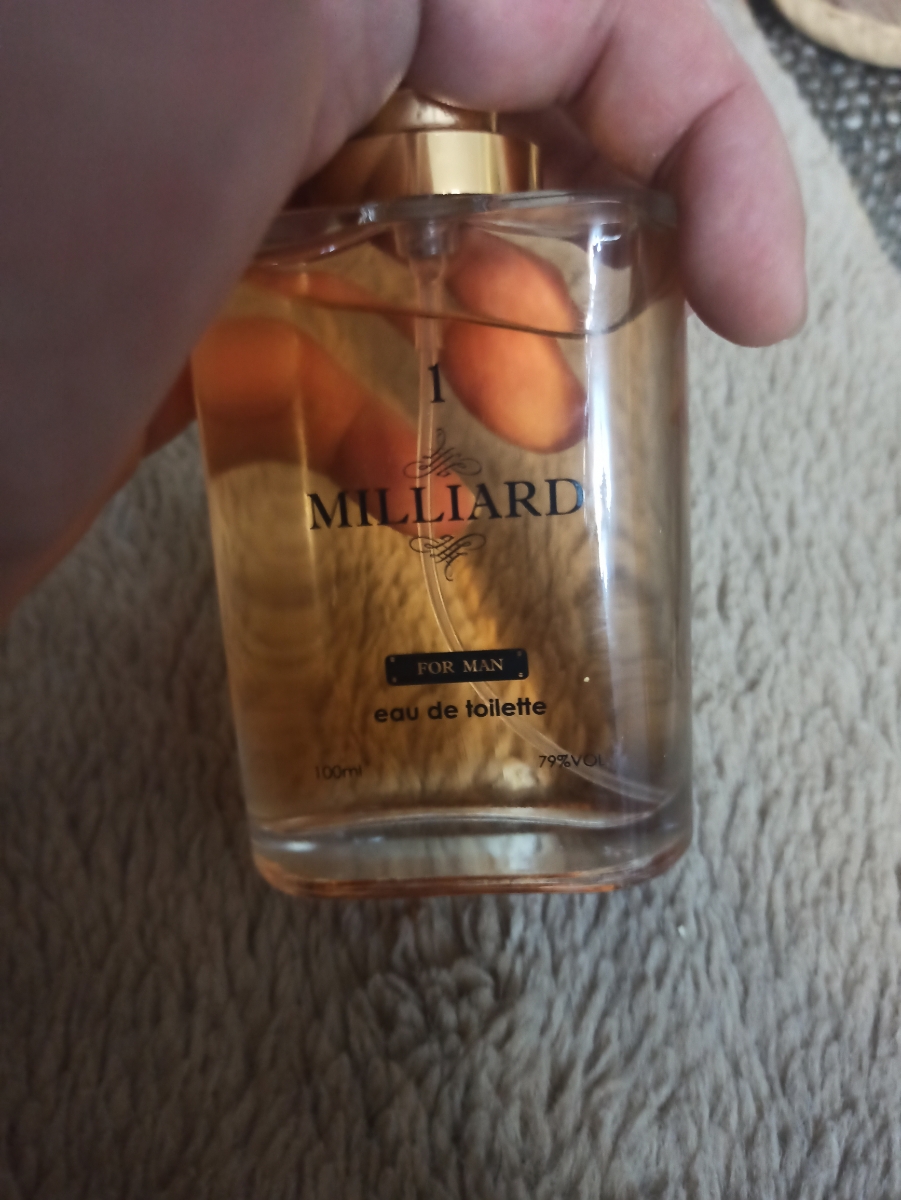 1
MILLIARD
FOR MAN
eau de toilette
100ml 79%VOL